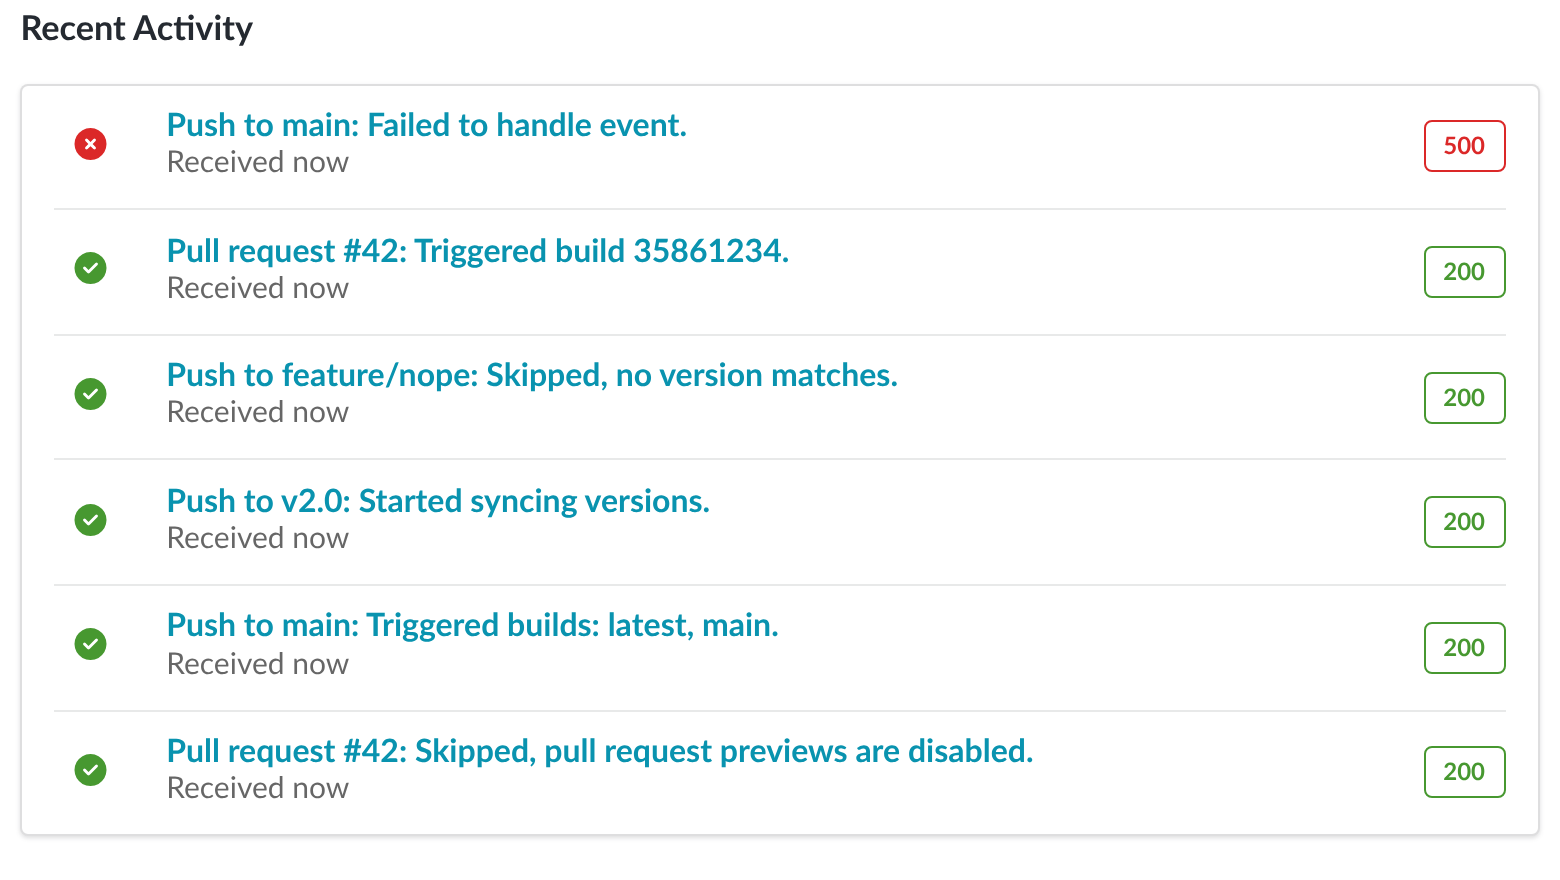 Recent Activity
Push to main: Failed to handle event.
Received now
500
Pull request #42: Triggered build 35861234.
Received now
200
Push to feature/nope: Skipped, no version matches.
Received now
200
Push to v2.0: Started syncing versions.
Received now
200
Push to main: Triggered builds: latest, main.
Received now
200
Pull request #42: Skipped, pull request previews are disabled.
Received now
200